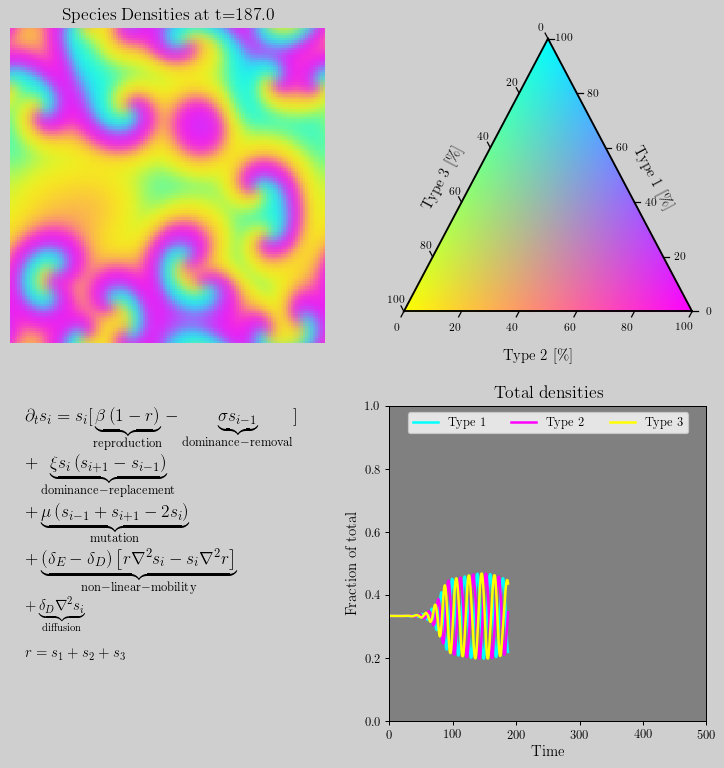 Species Densities at t=187.0
0
100
20
80
40
60
Type 3 [%]
Type 1 [%]
60
40
80
20
100
0
0
20
40
60
80
100
Type 2 [%]
∂ₜsᵢ = sᵢ[ β (1 − r) − σsᵢ₋₁ ]
reproduction dominance−removal
+ ξsᵢ (sᵢ₊₁ − sᵢ₋₁)
dominance−replacement
+ μ (sᵢ₋₁ + sᵢ₊₁ − 2sᵢ)
mutation
+ (δ_E − δ_D) [r∇²sᵢ − sᵢ∇²r]
non−linear−mobility
+ δ_D∇²sᵢ
diffusion
r = s₁ + s₂ + s₃
Total densities
Type 1 Type 2 Type 3
1.0
0.8
0.6
0.4
0.2
0.0
Fraction of total
0 100 200 300 400 500
Time